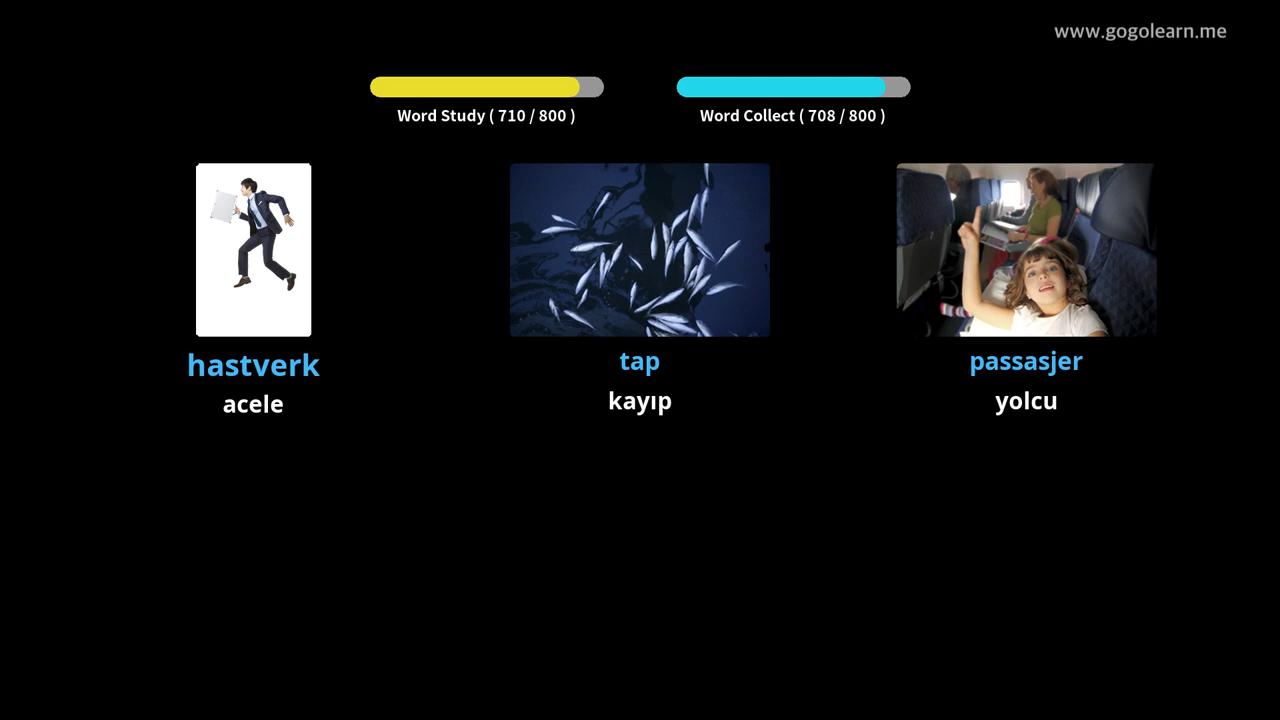 www.gogolearn.me
Word Study ( 710 / 800 )
Word Collect ( 708 / 800 )
hastverk
acele
tap
kayıp
passasjer
yolcu